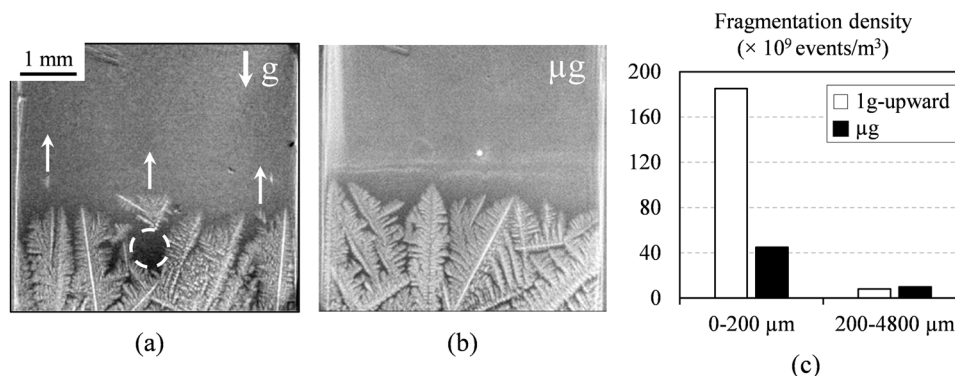 1 mm
g
µg
Fragmentation density
(× 10⁹ events/m³)
200
160
120
80
40
0
1g-upward
µg
0-200 µm
200-4800 µm
(a)
(b)
(c)